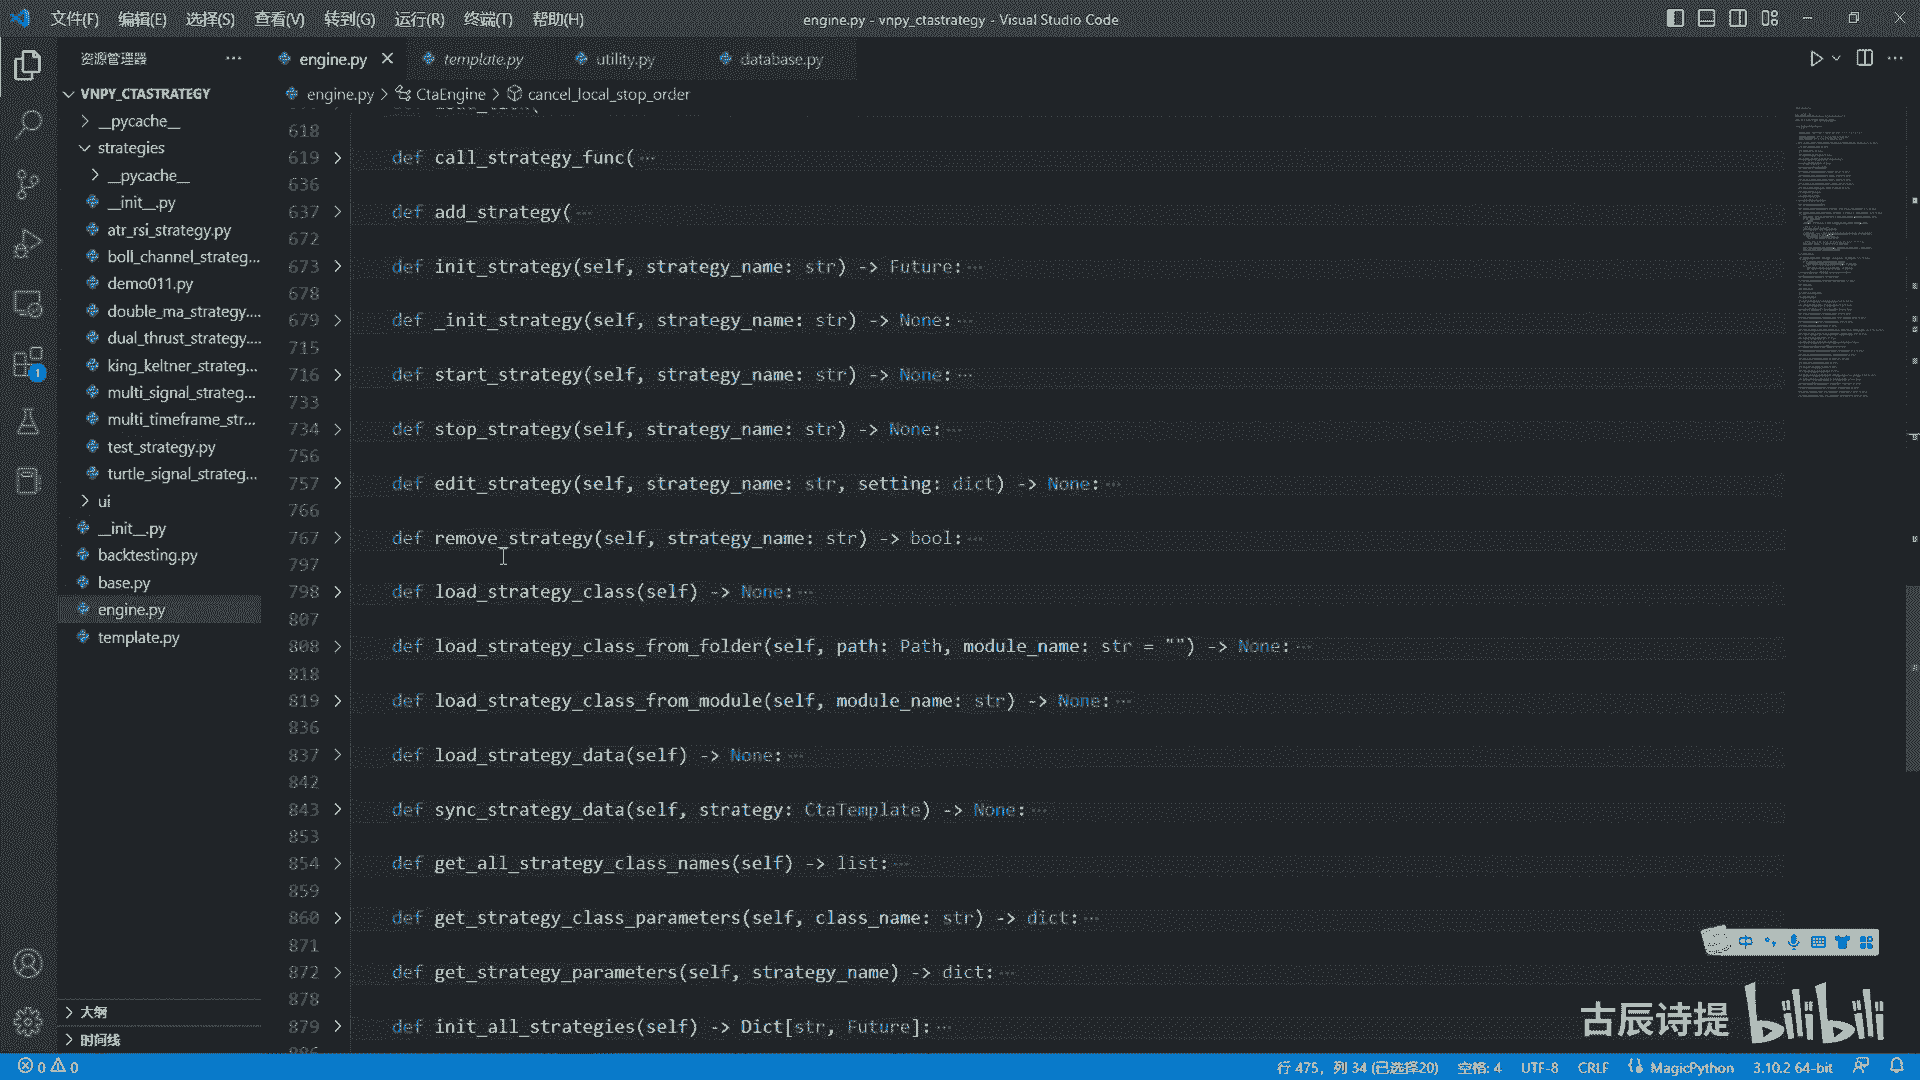 文件(F) 编辑(E) 选择(S) 查看(V) 转到(G) 运行(R) 终端(T) 帮助(H)
engine.py - vnpy_ctastrategy - Visual Studio Code
资源管理器 ···
engine.py template.py utility.py database.py
VNPY_CTASTRATEGY
engine.py > CtaEngine > cancel_local_stop_order
__pycache__
strategies
__pycache__
__init__.py
atr_rsi_strategy.py
boll_channel_strateg...
demo011.py
double_ma_strategy....
dual_thrust_strategy....
king_keltner_strateg...
multi_signal_strateg...
multi_timeframe_str...
test_strategy.py
turtle_signal_strateg...
ui
__init__.py
backtesting.py
base.py
engine.py
template.py
大纲
时间线
618
619 def call_strategy_func(···
636
637 def add_strategy(···
672
673 def init_strategy(self, strategy_name: str) -> Future:···
678
679 def _init_strategy(self, strategy_name: str) -> None:···
715
716 def start_strategy(self, strategy_name: str) -> None:···
733
734 def stop_strategy(self, strategy_name: str) -> None:···
756
757 def edit_strategy(self, strategy_name: str, setting: dict) -> None:···
766
767 def remove_strategy(self, strategy_name: str) -> bool:···
797
798 def load_strategy_class(self) -> None:···
807
808 def load_strategy_class_from_folder(self, path: Path, module_name: str = "") -> None:···
818
819 def load_strategy_class_from_module(self, module_name: str) -> None:···
836
837 def load_strategy_data(self) -> None:···
842
843 def sync_strategy_data(self, strategy: CtaTemplate) -> None:···
853
854 def get_all_strategy_class_names(self) -> list:···
859
860 def get_strategy_class_parameters(self, class_name: str) -> dict:···
871
872 def get_strategy_parameters(self, strategy_name) -> dict:···
878
879 def init_all_strategies(self) -> Dict[str, Future]:···
1
中
古辰诗提 bilibili
0 0 行 475，列 34 (已选择20) 空格: 4 UTF-8 CRLF MagicPython 3.10.2 64-bit